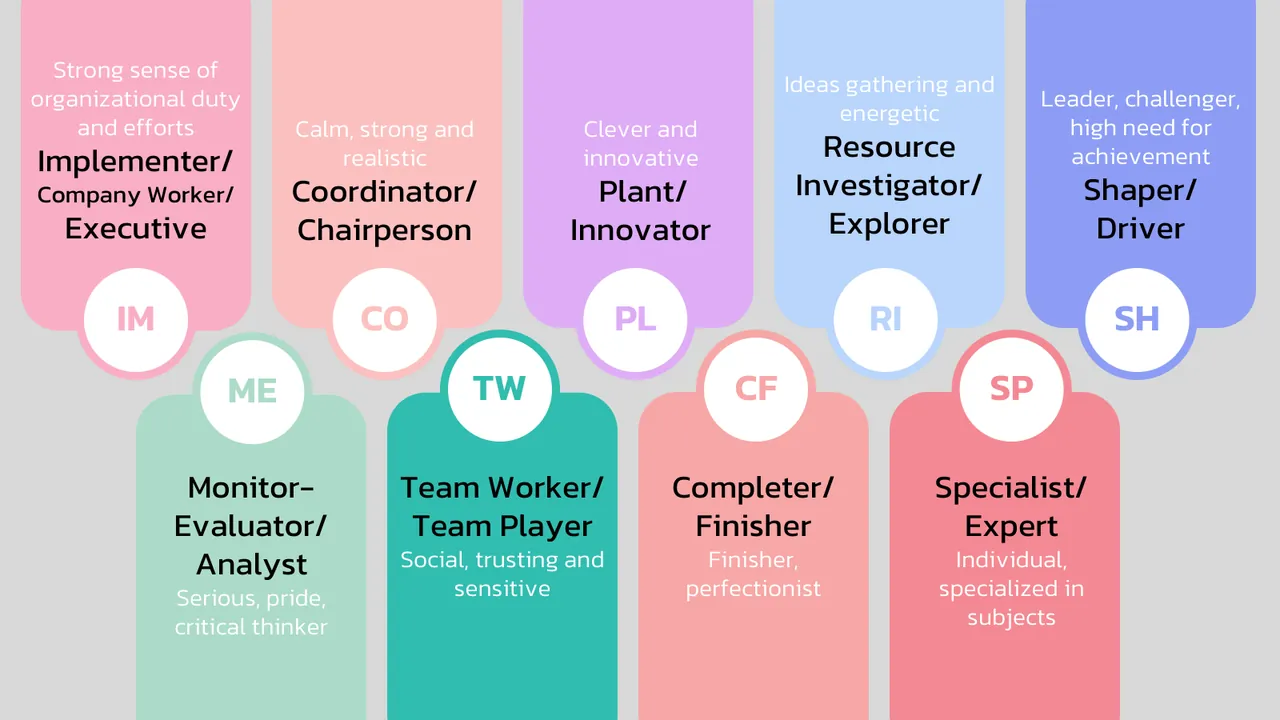 Strong sense of
organizational duty
and efforts
Implementer/
Company Worker/
Executive
IM
Calm, strong and
realistic
Coordinator/
Chairperson
CO
Clever and
innovative
Plant/
Innovator
PL
Ideas gathering and
energetic
Resource
Investigator/
Explorer
RI
Leader, challenger,
high need for
achievement
Shaper/
Driver
SH
ME
Monitor-
Evaluator/
Analyst
Serious, pride,
critical thinker
TW
Team Worker/
Team Player
Social, trusting and
sensitive
CF
Completer/
Finisher
Finisher,
perfectionist
SP
Specialist/
Expert
Individual,
specialized in
subjects